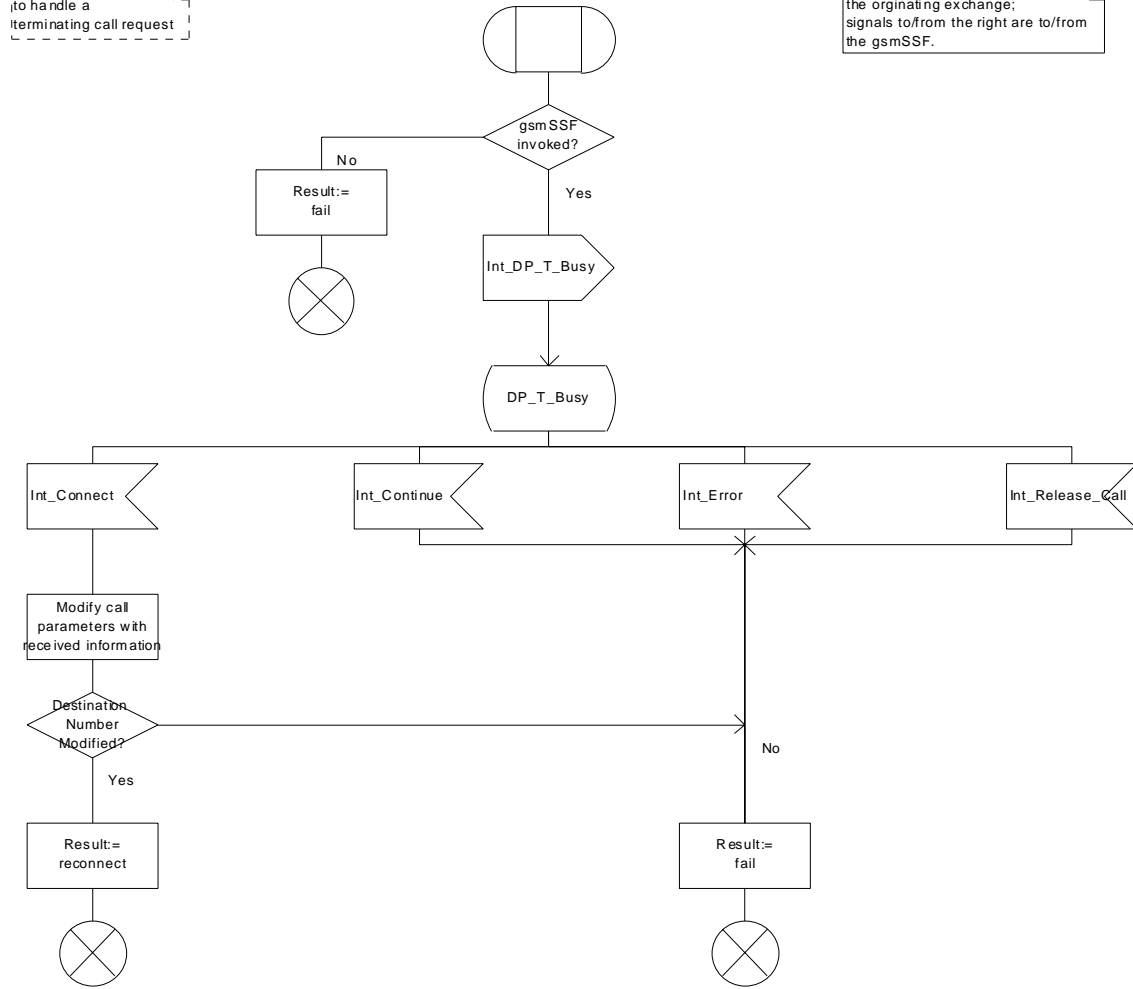 to handle a
terminating call request
the orginating exchange;
signals to/from the right are to/from
the gsmSSF.
gsmSSF
invoked?
No
Yes
Result:=
fail
Int_DP_T_Busy
DP_T_Busy
Int_Connect
Int_Continue
Int_Error
Int_Release_Call
Modify call
parameters with
received information
Destination
Number
Modified?
No
Yes
Result:=
reconnect
Result:=
fail